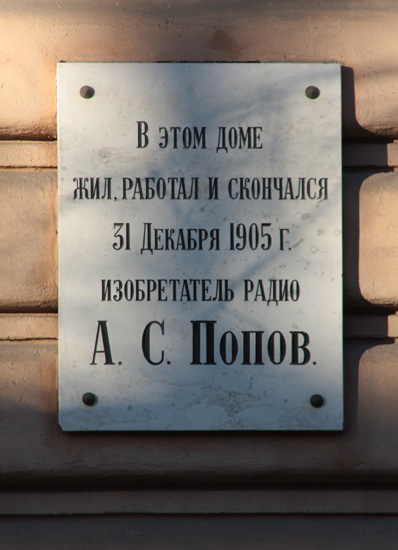 В этом доме
жил, работал и скончался
31 Декабря 1905 г.
изобретатель радио
А. С. Попов.